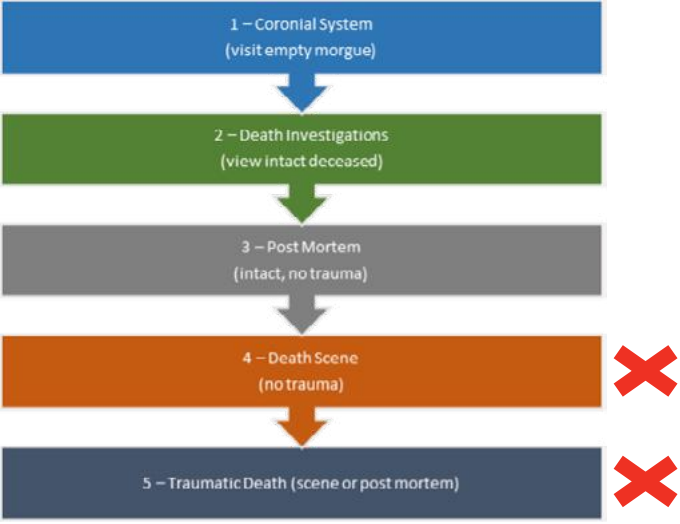 1 – Coronial System
(visit empty morgue)
2 – Death Investigations
(view intact deceased)
3 – Post Mortem
(intact, no trauma)
4 – Death Scene
(no trauma)
5 – Traumatic Death (scene or post mortem)